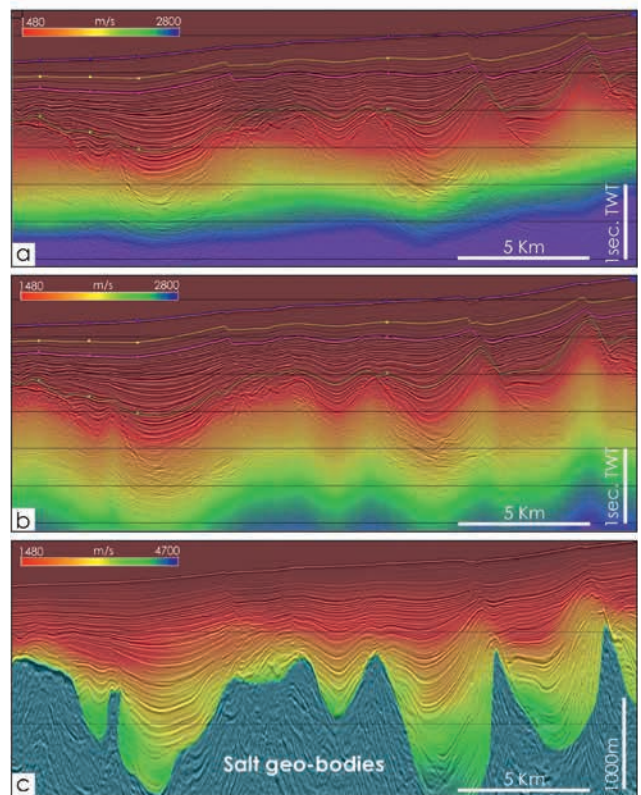 1480 m/s 2800
1sec. TWT
5 Km
a
1480 m/s 2800
1sec. TWT
5 Km
b
1480 m/s 4700
Salt geo-bodies
1000m
5 Km
c